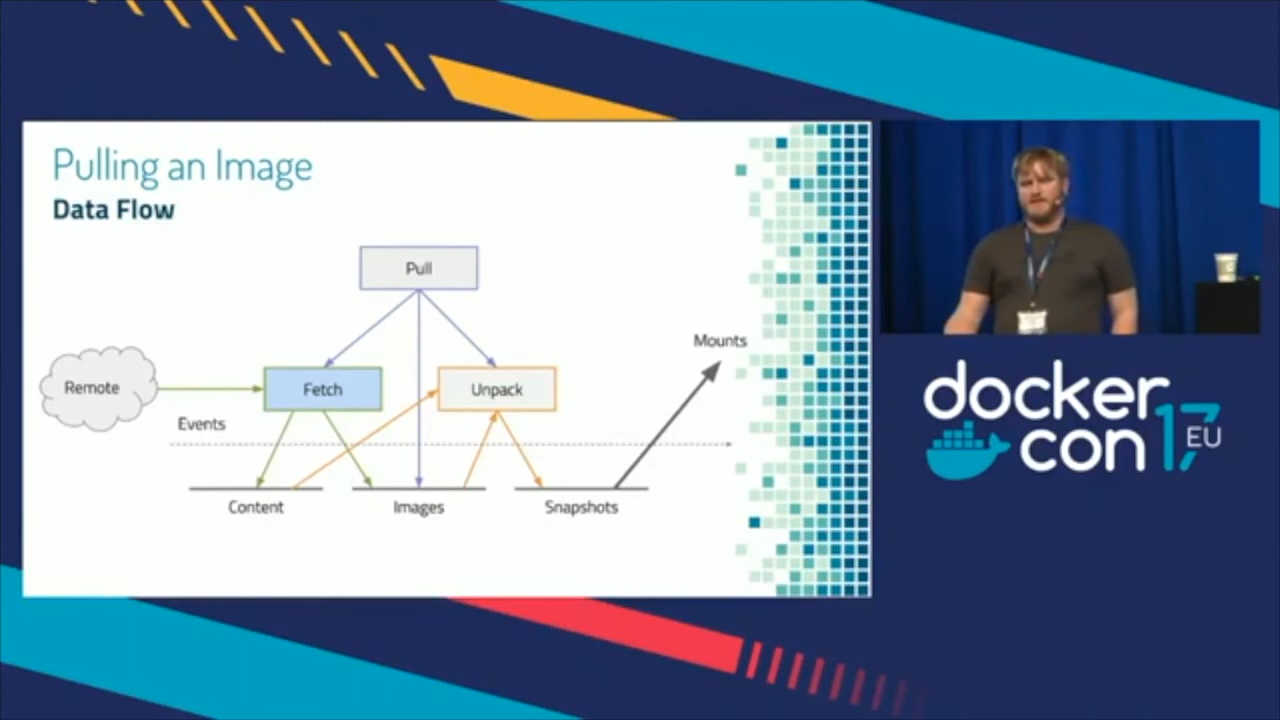 Pulling an Image
Data Flow
Pull
Mounts
Remote
Fetch
Unpack
Events
Content
Images
Snapshots
docker
con 17 EU